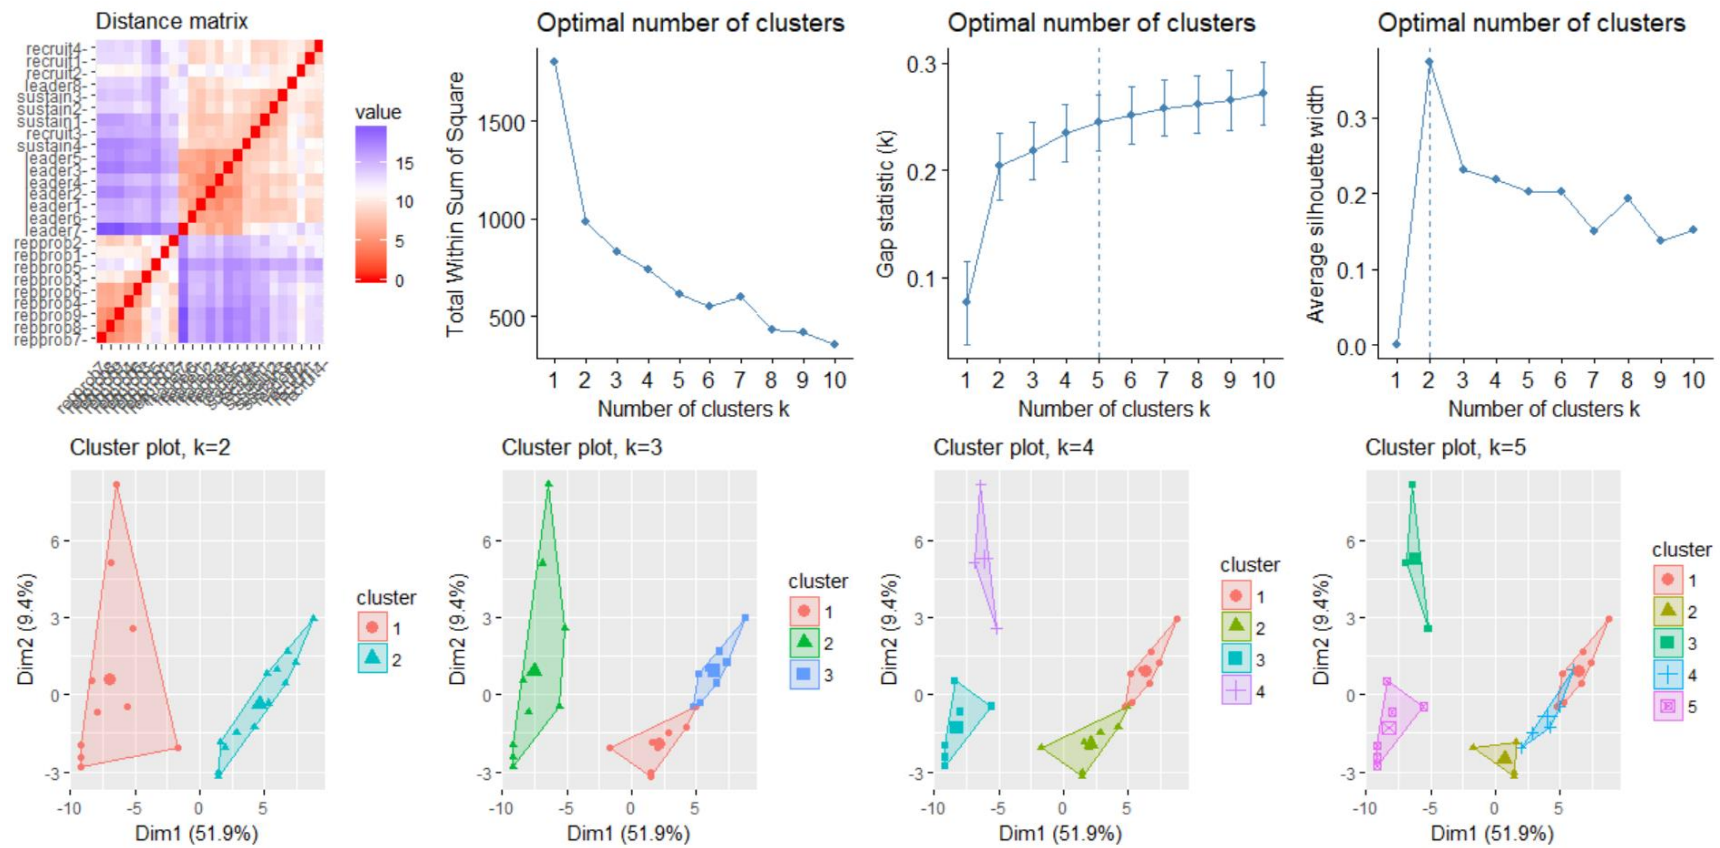 Distance matrix
recruit4-
recruit1-
recruit2-
leader8-
sustain3-
sustain2-
sustain1-
recruit3-
sustain4-
leader5-
leader3-
leader4-
leader2-
leader1-
leader6-
leader7-
repprob2-
repprob1-
repprob5-
repprob3-
repprob6-
repprob4-
repprob9-
repprob8-
repprob7-
value
15
10
5
0
Optimal number of clusters
Total Within Sum of Square
1500
1000
500
1 2 3 4 5 6 7 8 9 10
Number of clusters k
Optimal number of clusters
Gap statistic (k)
0.3
0.2
0.1
1 2 3 4 5 6 7 8 9 10
Number of clusters k
Optimal number of clusters
Average silhouette width
0.3
0.2
0.1
0.0
1 2 3 4 5 6 7 8 9 10
Number of clusters k
Cluster plot, k=2
Dim2 (9.4%)
6
3
0
-3
-10 -5 0 5
Dim1 (51.9%)
cluster
1
2
Cluster plot, k=3
Dim2 (9.4%)
6
3
0
-3
-10 -5 0 5
Dim1 (51.9%)
cluster
1
2
3
Cluster plot, k=4
Dim2 (9.4%)
6
3
0
-3
-10 -5 0 5
Dim1 (51.9%)
cluster
1
2
3
4
Cluster plot, k=5
Dim2 (9.4%)
6
3
0
-3
-10 -5 0 5
Dim1 (51.9%)
cluster
1
2
3
4
5